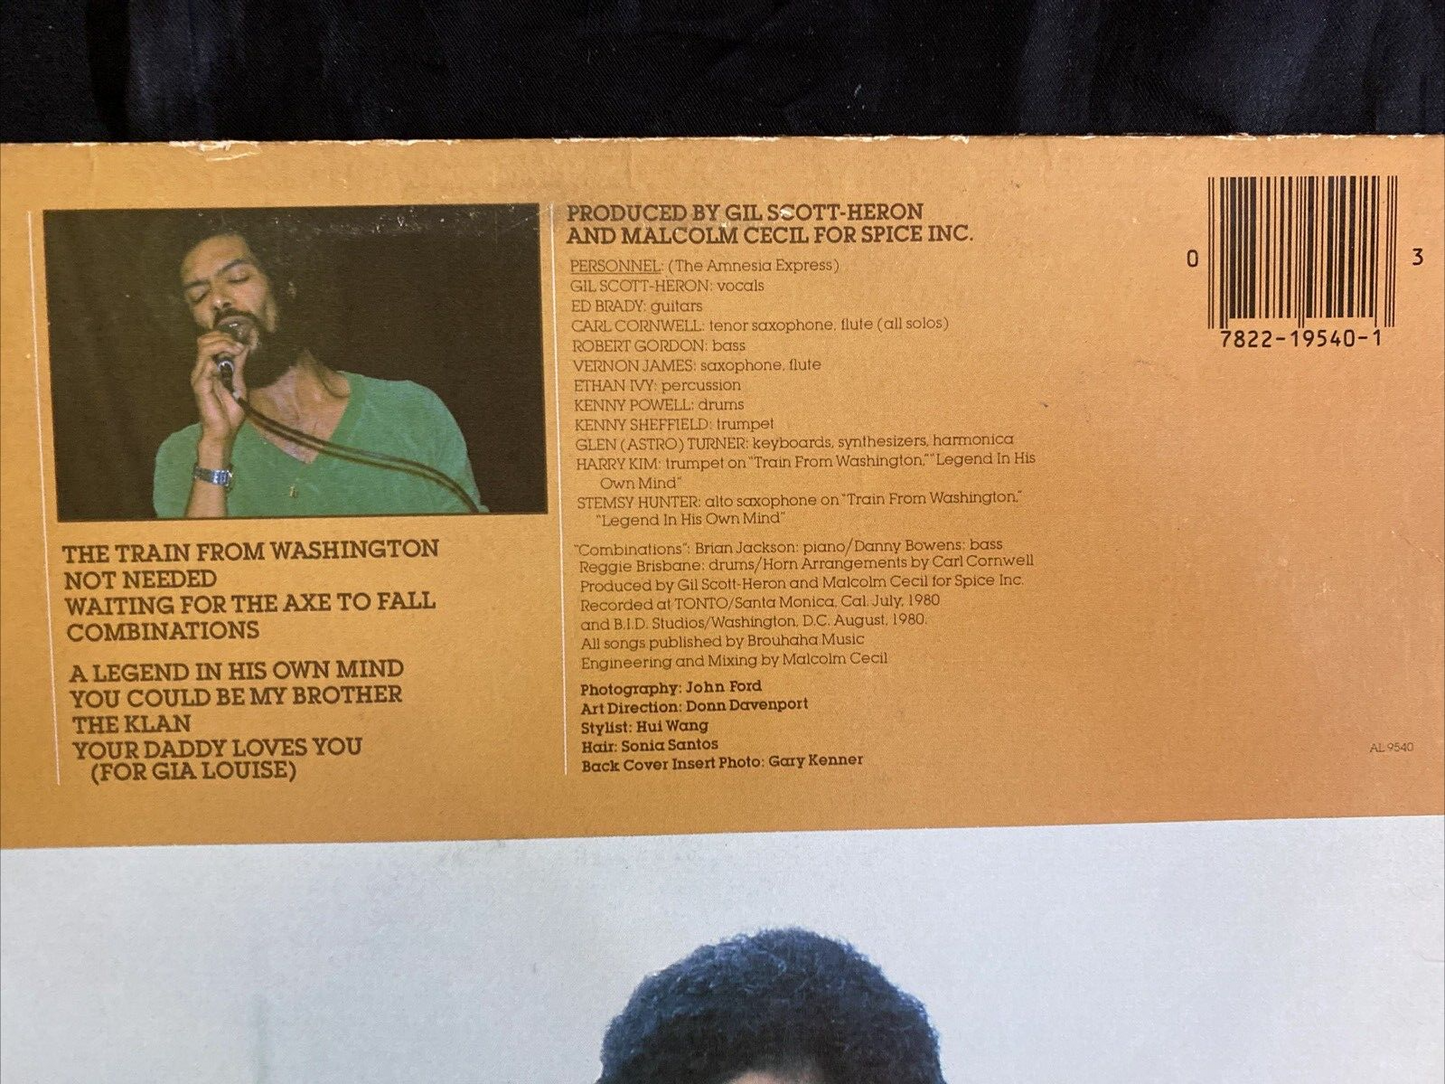 THE TRAIN FROM WASHINGTON
NOT NEEDED
WAITING FOR THE AXE TO FALL
COMBINATIONS
A LEGEND IN HIS OWN MIND
YOU COULD BE MY BROTHER
THE KLAN
YOUR DADDY LOVES YOU
(FOR GIA LOUISE)
PRODUCED BY GIL SCOTT-HERON
AND MALCOLM CECIL FOR SPICE INC.
PERSONNEL: (The Amnesia Express)
GIL SCOTT-HERON: vocals
ED BRADY: guitars
CARL CORNWELL: tenor saxophone, flute (all solos)
ROBERT GORDON: bass
VERNON JAMES: saxophone, flute
ETHAN IVY: percussion
KENNY POWELL: drums
KENNY SHEFFIELD: trumpet
GLEN (ASTRO) TURNER: keyboards, synthesizers, harmonica
HARRY KIM: trumpet on "Train From Washington," "Legend In His
Own Mind"
STEMSY HUNTER: alto saxophone on "Train From Washington,"
"Legend In His Own Mind"
"Combinations": Brian Jackson: piano/Danny Bowens: bass
Reggie Brisbane: drums/Horn Arrangements by Carl Cornwell
Produced by Gil Scott-Heron and Malcolm Cecil for Spice Inc.
Recorded at TONTO/Santa Monica, Cal. July, 1980
and B.I.D. Studios/Washington, D.C. August, 1980.
All songs published by Brouhaha Music
Engineering and Mixing by Malcolm Cecil
Photography: John Ford
Art Direction: Donn Davenport
Stylist: Hui Wang
Hair: Sonia Santos
Back Cover Insert Photo: Gary Kenner
0 3
7822-19540-1
AL 9540